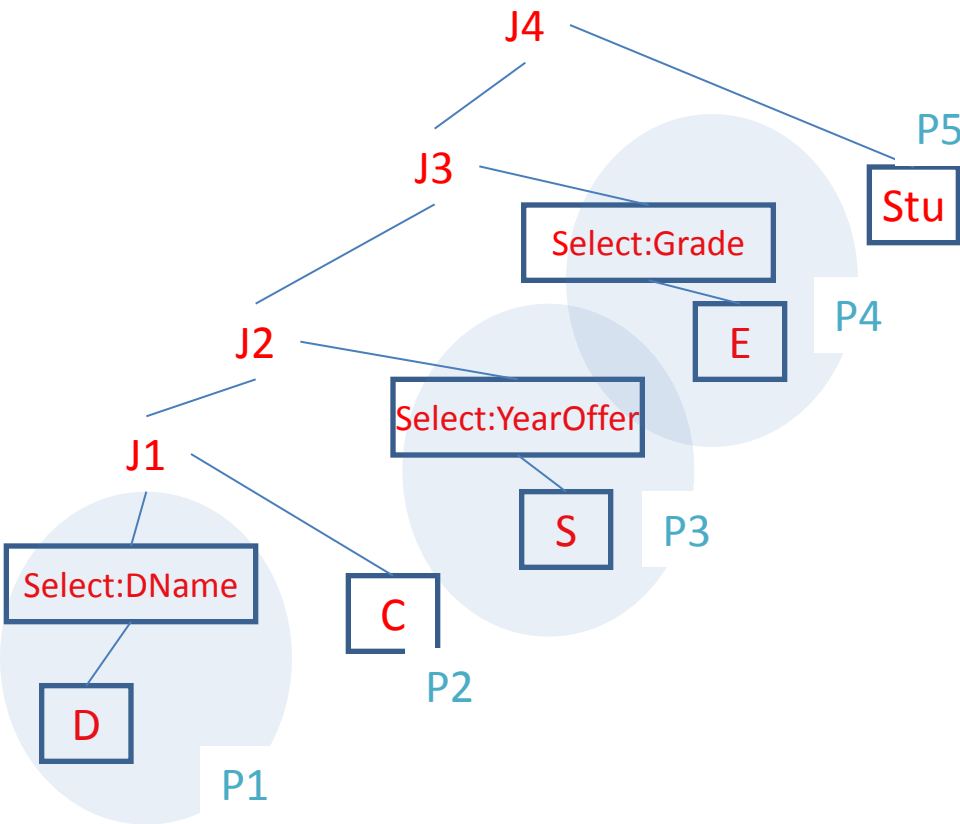 J4
P5
J3
Stu
Select:Grade
P4
J2
E
Select:YearOffer
J1
S
P3
Select:DName
C
P2
D
P1